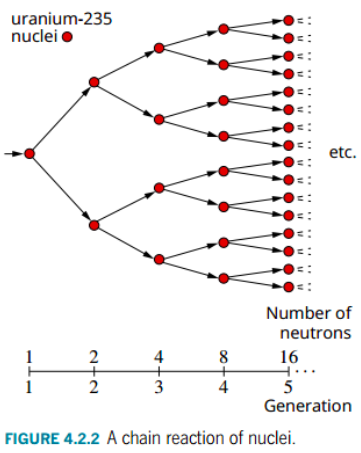 uranium-235
nuclei
etc.
Number of
neutrons
1 2 4 8 16 ...
1 2 3 4 5
Generation
FIGURE 4.2.2 A chain reaction of nuclei.